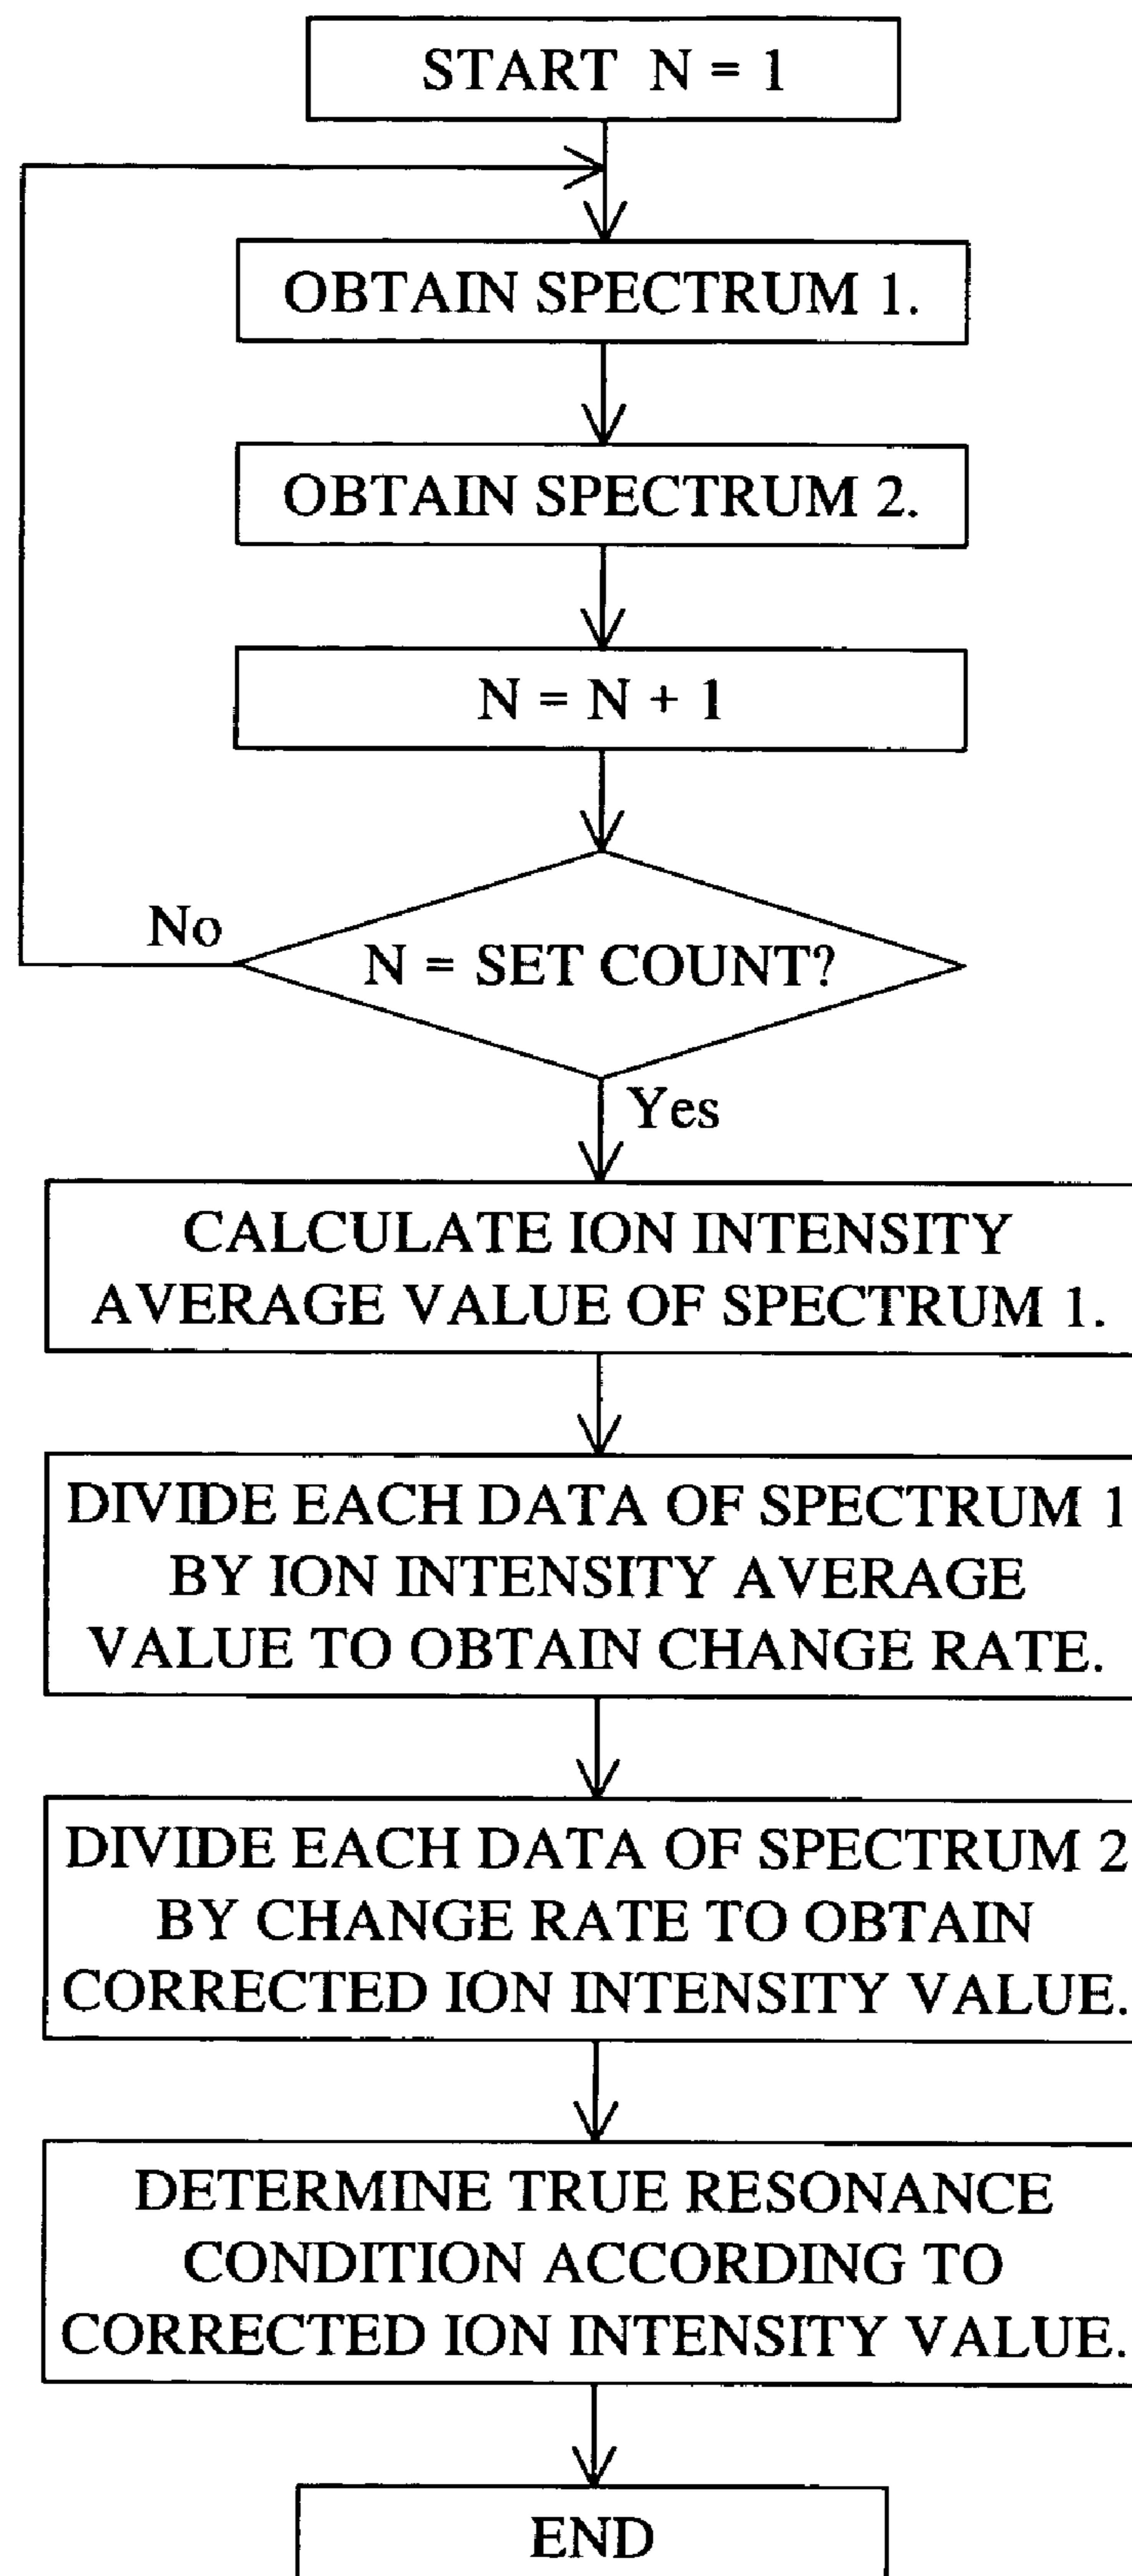 START N = 1
OBTAIN SPECTRUM 1.
OBTAIN SPECTRUM 2.
N = N + 1
N = SET COUNT?
No
Yes
CALCULATE ION INTENSITY
AVERAGE VALUE OF SPECTRUM 1.
DIVIDE EACH DATA OF SPECTRUM 1
BY ION INTENSITY AVERAGE
VALUE TO OBTAIN CHANGE RATE.
DIVIDE EACH DATA OF SPECTRUM 2
BY CHANGE RATE TO OBTAIN
CORRECTED ION INTENSITY VALUE.
DETERMINE TRUE RESONANCE
CONDITION ACCORDING TO
CORRECTED ION INTENSITY VALUE.
END